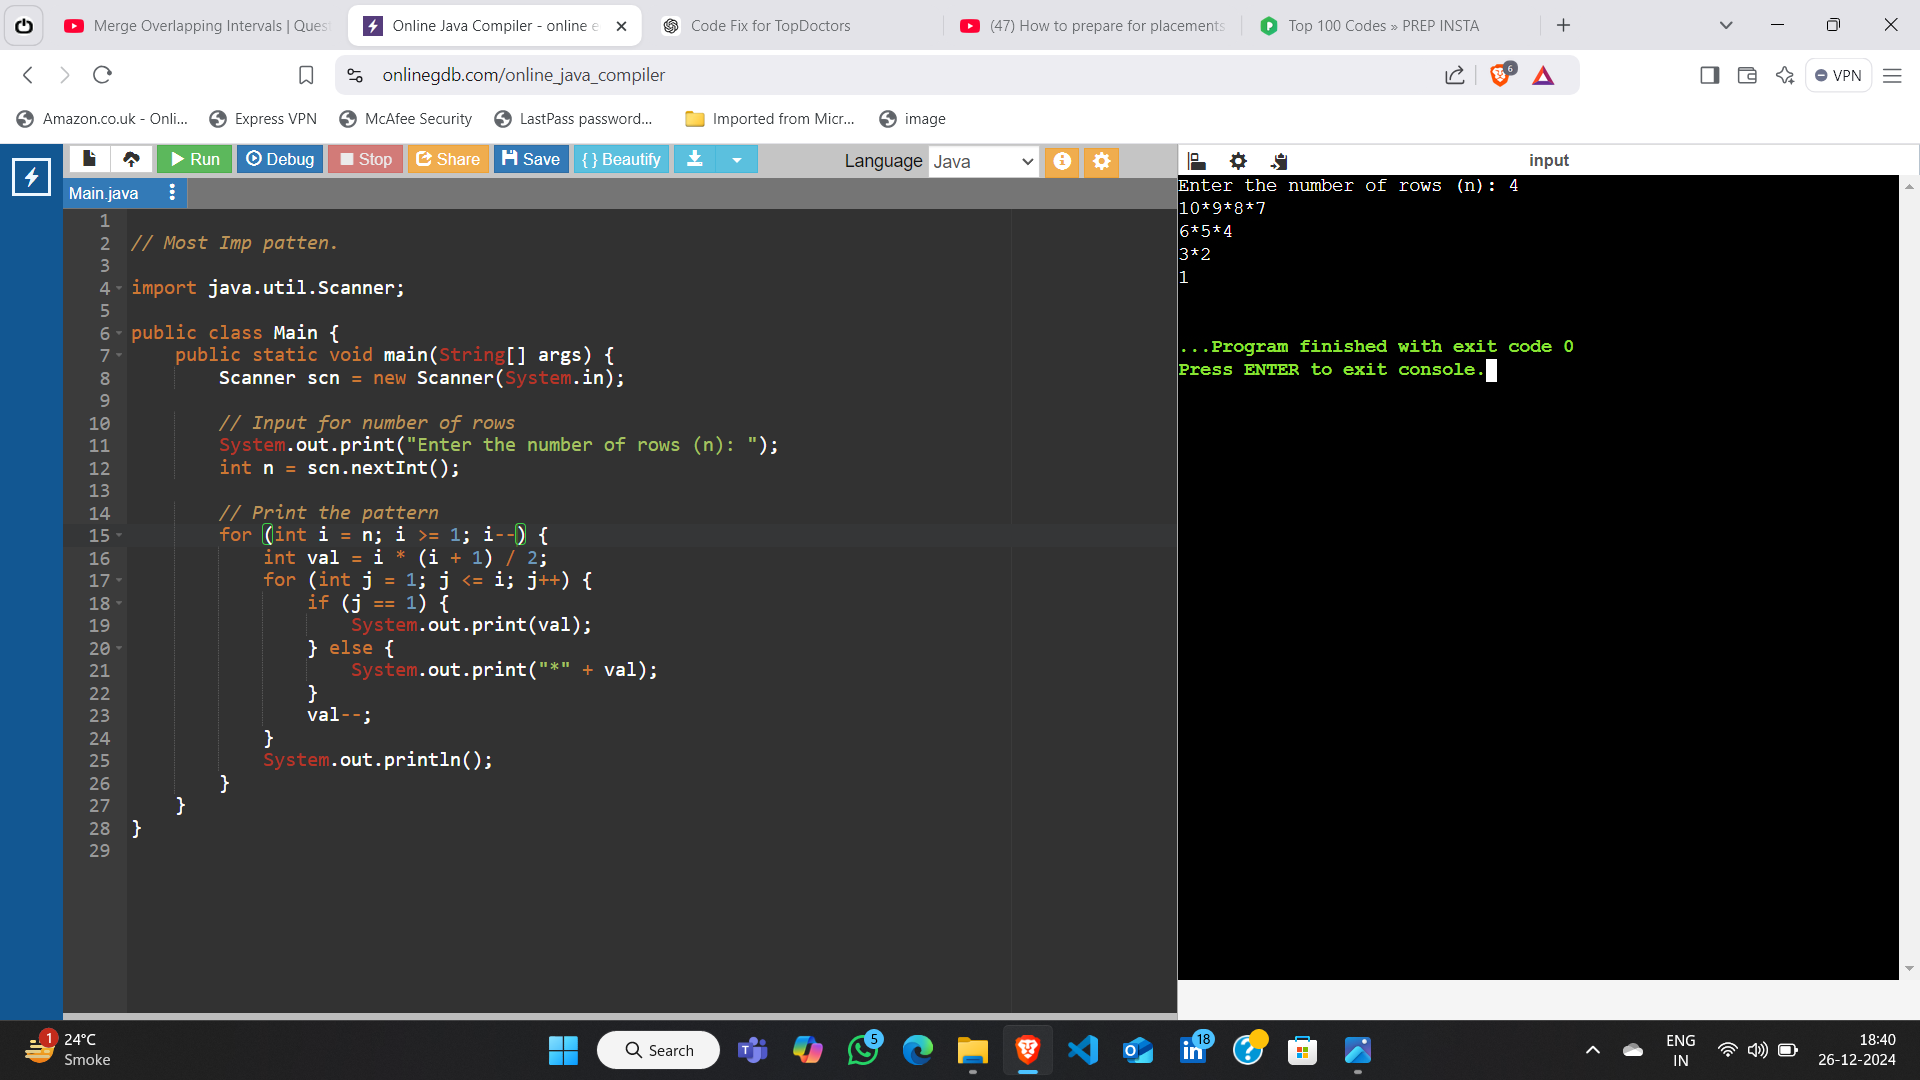 Merge Overlapping Intervals | Ques
Online Java Compiler - online e
Code Fix for TopDoctors
(47) How to prepare for placements
Top 100 Codes » PREP INSTA
onlinegdb.com/online_java_compiler
6
VPN
Amazon.co.uk - Onli...
Express VPN
McAfee Security
LastPass password...
Imported from Micr...
image
Run
Debug
Stop
Share
Save
{ } Beautify
Language
Java
input
Main.java
1
2 // Most Imp patten.
3
4 import java.util.Scanner;
5
6 public class Main {
7 public static void main(String[] args) {
8 Scanner scn = new Scanner(System.in);
9
10 // Input for number of rows
11 System.out.print("Enter the number of rows (n): ");
12 int n = scn.nextInt();
13
14 // Print the pattern
15 for (int i = n; i >= 1; i--) {
16 int val = i * (i + 1) / 2;
17 for (int j = 1; j <= i; j++) {
18 if (j == 1) {
19 System.out.print(val);
20 } else {
21 System.out.print("*" + val);
22 }
23 val--;
24 }
25 System.out.println();
26 }
27 }
28 }
29
Enter the number of rows (n): 4
10*9*8*7
6*5*4
3*2
1
...Program finished with exit code 0
Press ENTER to exit console.
1
24°C
Smoke
Search
5
18
ENG
IN
18:40
26-12-2024